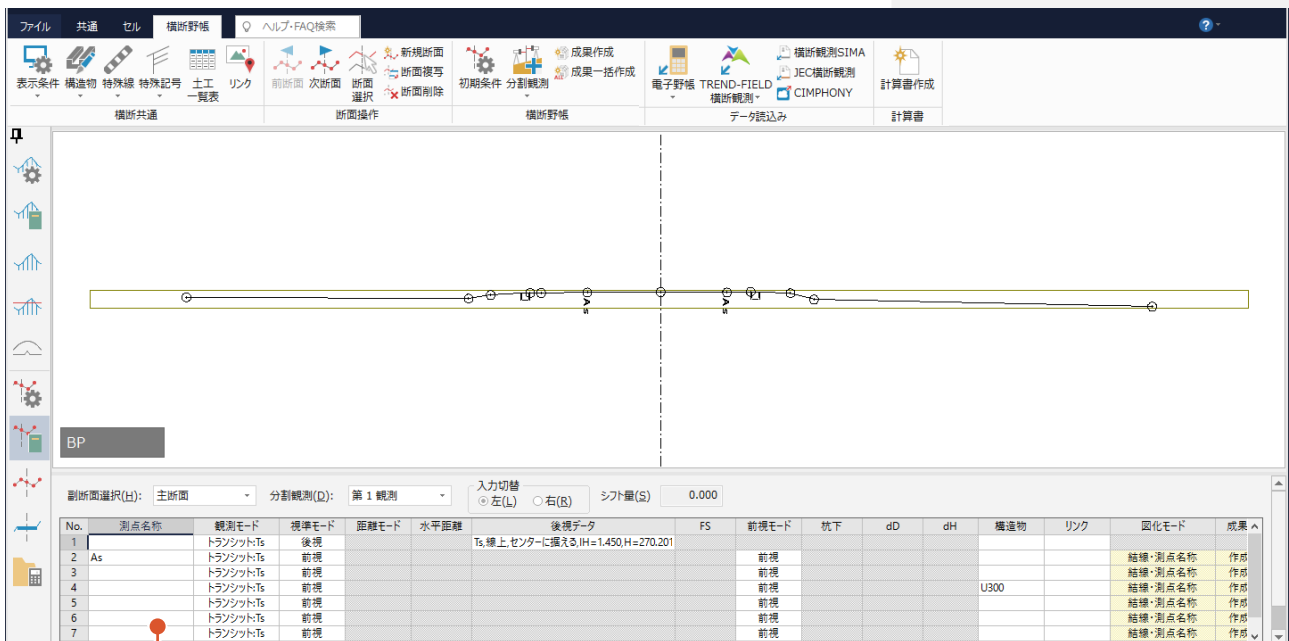 ファイル 共通 セル 横断野帳 ヘルプ・FAQ検索 ?
表示条件 構造物 特殊線 特殊記号 土工一覧表 リンク
横断共通
前断面 次断面 断面選択 新規断面
断面複写
断面削除
断面操作
初期条件 分割観測 成果作成
成果一括作成
横断野帳
電子野帳 TREND-FIELD 横断観測 横断観測SIMA
JEC横断観測
CIMPHONY
データ読込み
計算書作成
計算書
As As
BP
副断面選択(H): 主断面 分割観測(D): 第1観測 入力切替 左(L) 右(R) シフト量(S) 0.000
No. 測点名称 観測モード 視準モード 距離モード 水平距離 後視データ FS 前視モード 杭下 dD dH 構造物 リンク 図化モード 成果
1 トランシット:Ts 後視 Ts,線上,センターに据える,IH=1.450,H=270.201
2 As トランシット:Ts 前視 前視 結線・測点名称 作成
3 トランシット:Ts 前視 前視 結線・測点名称 作成
4 トランシット:Ts 前視 前視 U300 結線・測点名称 作成
5 トランシット:Ts 前視 前視 結線・測点名称 作成
6 トランシット:Ts 前視 前視 結線・測点名称 作成
7 トランシット:Ts 前視 前視 結線・測点名称 作成